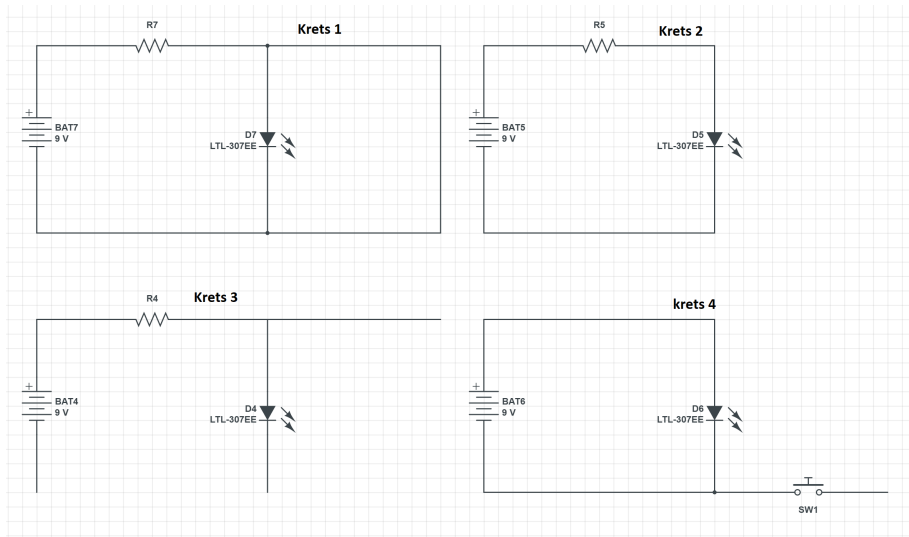 R7
Krets 1
+
BAT7
9 V
D7
LTL-307EE
R5
Krets 2
+
BAT5
9 V
D5
LTL-307EE
R4
Krets 3
+
BAT4
9 V
D4
LTL-307EE
krets 4
+
BAT6
9 V
D6
LTL-307EE
SW1